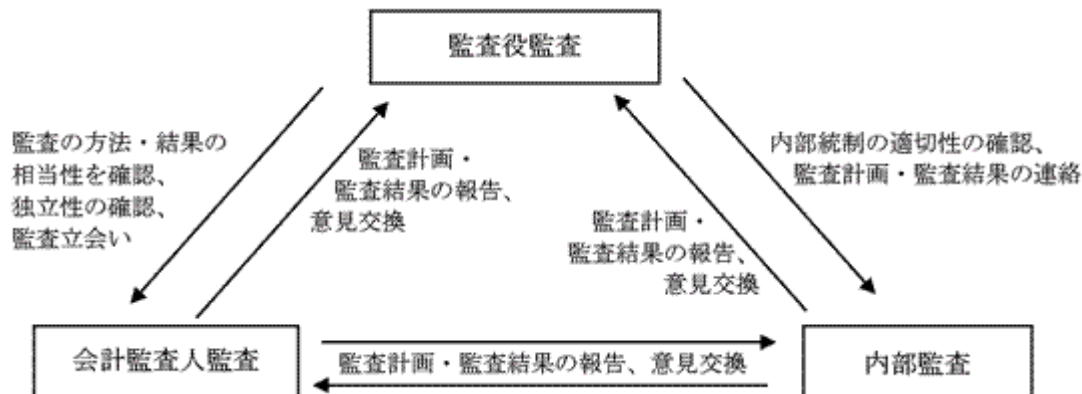 監査役監査
監査の方法・結果の
相当性を確認、
独立性の確認、
監査立会い
監査計画・
監査結果の報告、
意見交換
監査計画・
監査結果の報告、
意見交換
内部統制の適切性の確認、
監査計画・監査結果の連絡
会計監査人監査
監査計画・監査結果の報告、意見交換
内部監査